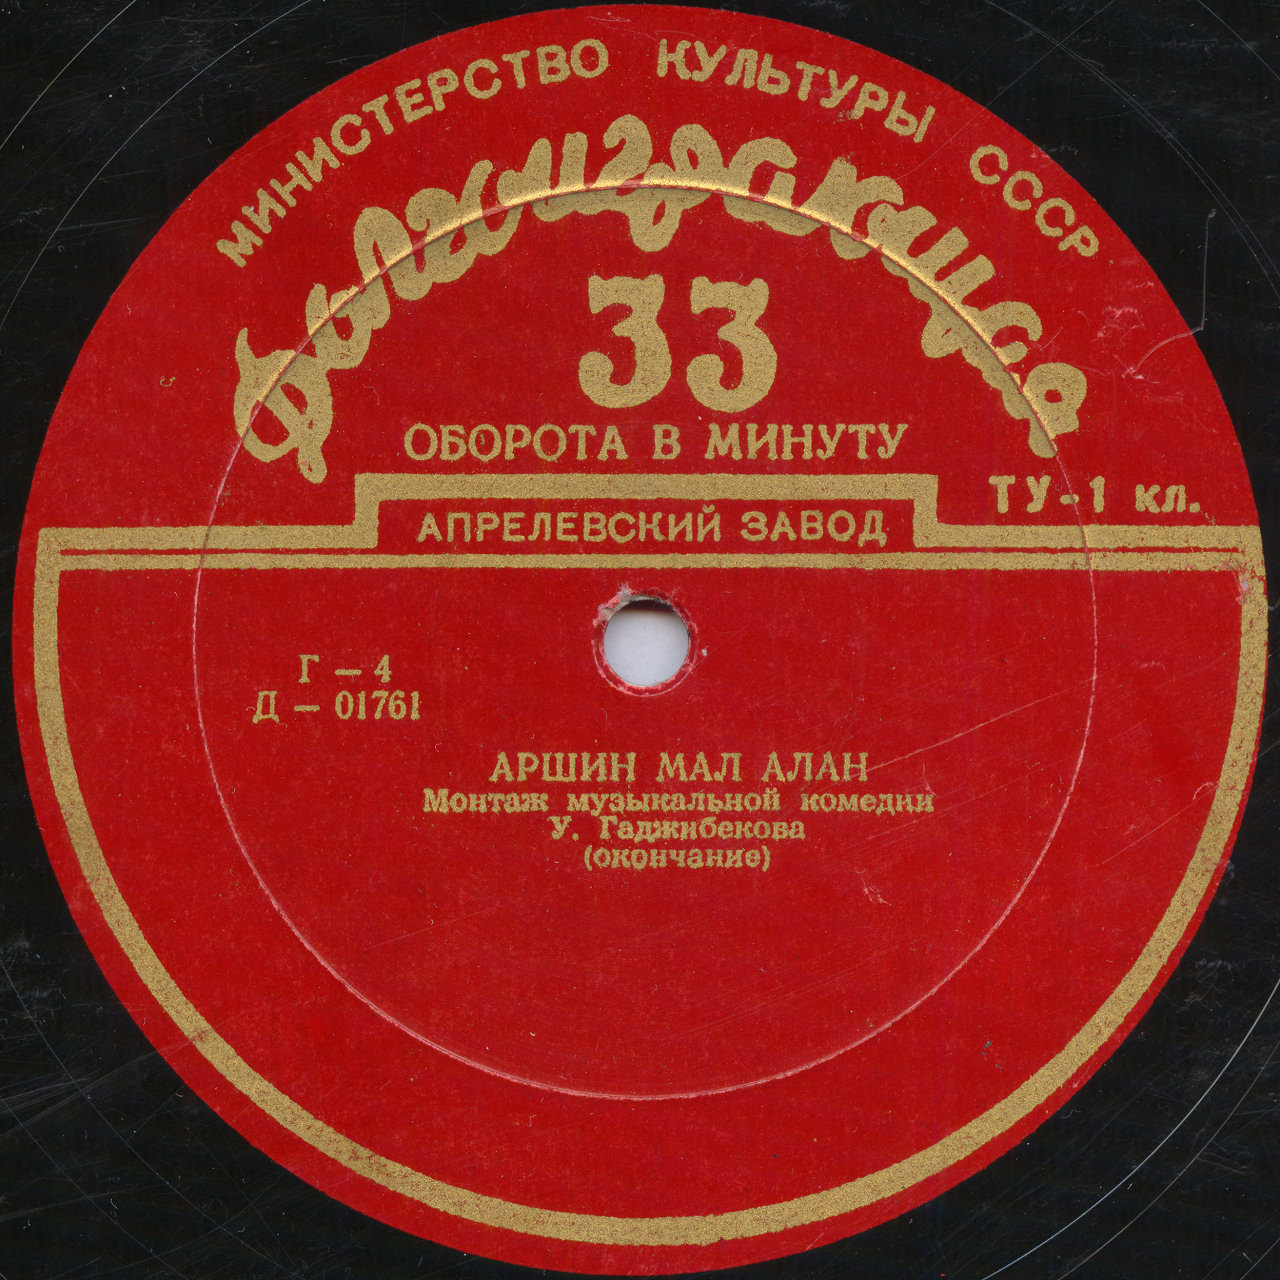 МИНИСТЕРСТВО КУЛЬТУРЫ СССР
Долгоиграющая
33
ОБОРОТА В МИНУТУ
ТУ-1 кл.
АПРЕЛЕВСКИЙ ЗАВОД
Г — 4
Д — 01761
АРШИН МАЛ АЛАН
Монтаж музыкальной комедии
У. Гаджибекова
(окончание)